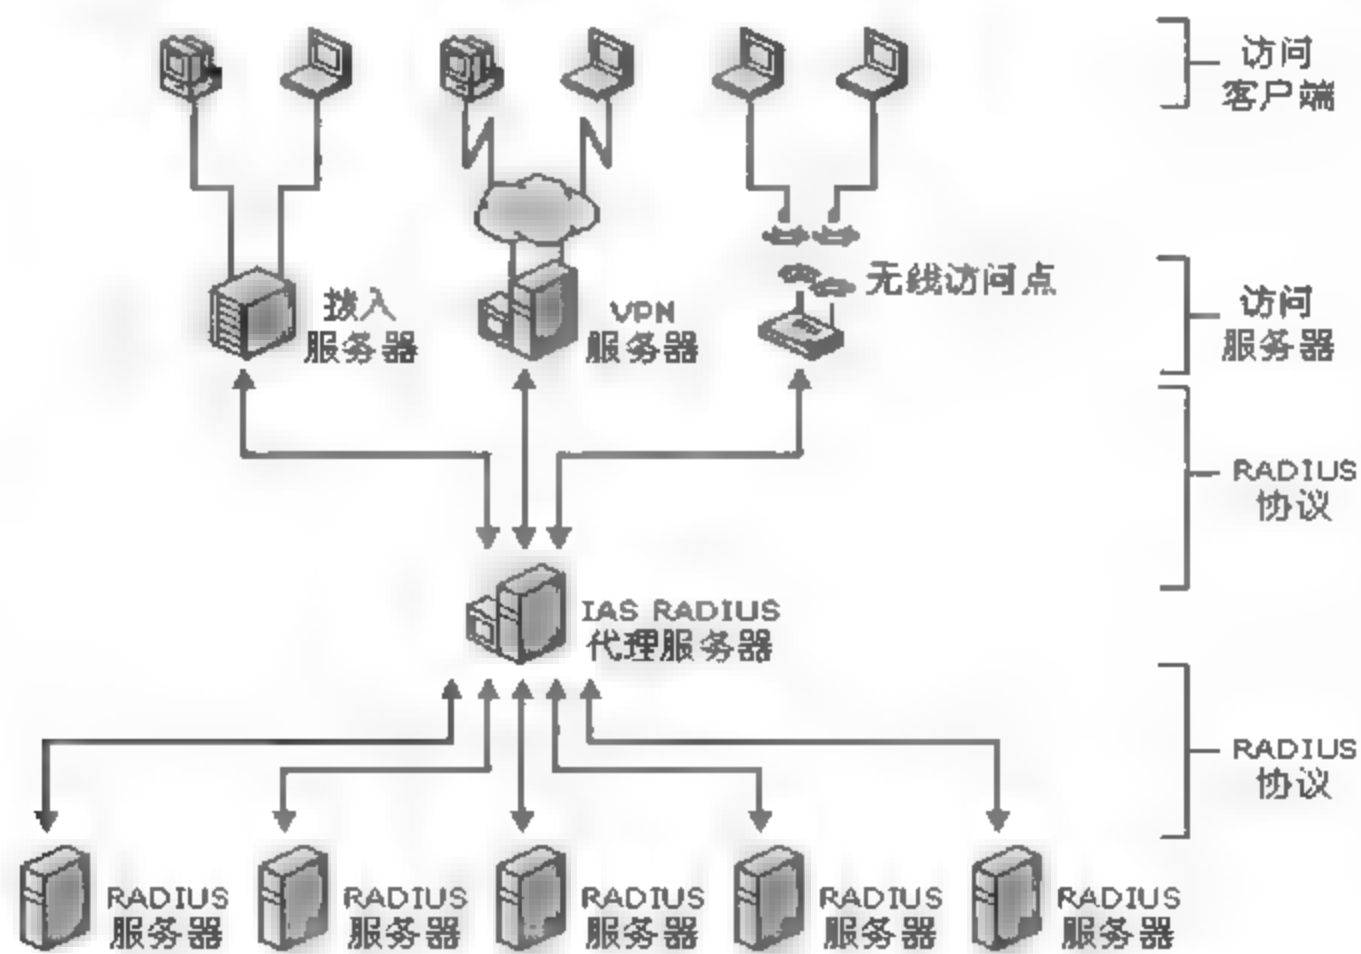 访问
客户端
无线访问点
拨入
服务器
VPN
服务器
访问
服务器
RADIUS
协议
IAS RADIUS
代理服务器
RADIUS
协议
RADIUS
服务器
RADIUS
服务器
RADIUS
服务器
RADIUS
服务器
RADIUS
服务器